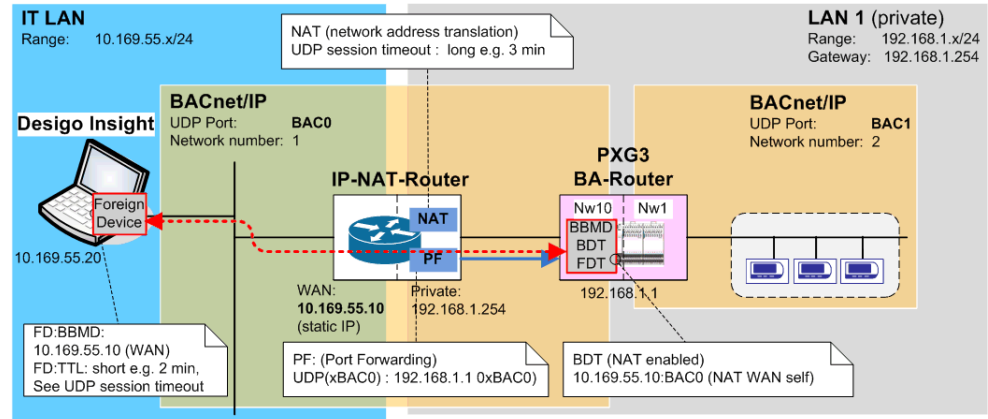 IT LAN
Range: 10.169.55.x/24
NAT (network address translation)
UDP session timeout : long e.g. 3 min
LAN 1 (private)
Range: 192.168.1.x/24
Gateway: 192.168.1.254
BACnet/IP
UDP Port: BAC0
Network number: 1
BACnet/IP
UDP Port: BAC1
Network number: 2
Desigo Insight
Foreign
Device
10.169.55.20
IP-NAT-Router
NAT
PF
WAN:
10.169.55.10
(static IP)
Private:
192.168.1.254
PXG3
BA-Router
Nw10
Nw1
BBMD
BDT
FDT
192.168.1.1
FD:BBMD:
10.169.55.10 (WAN)
FD:TTL: short e.g. 2 min,
See UDP session timeout
PF: (Port Forwarding)
UDP(xBAC0) : 192.168.1.1 0xBAC0)
BDT (NAT enabled)
10.169.55.10:BAC0 (NAT WAN self)